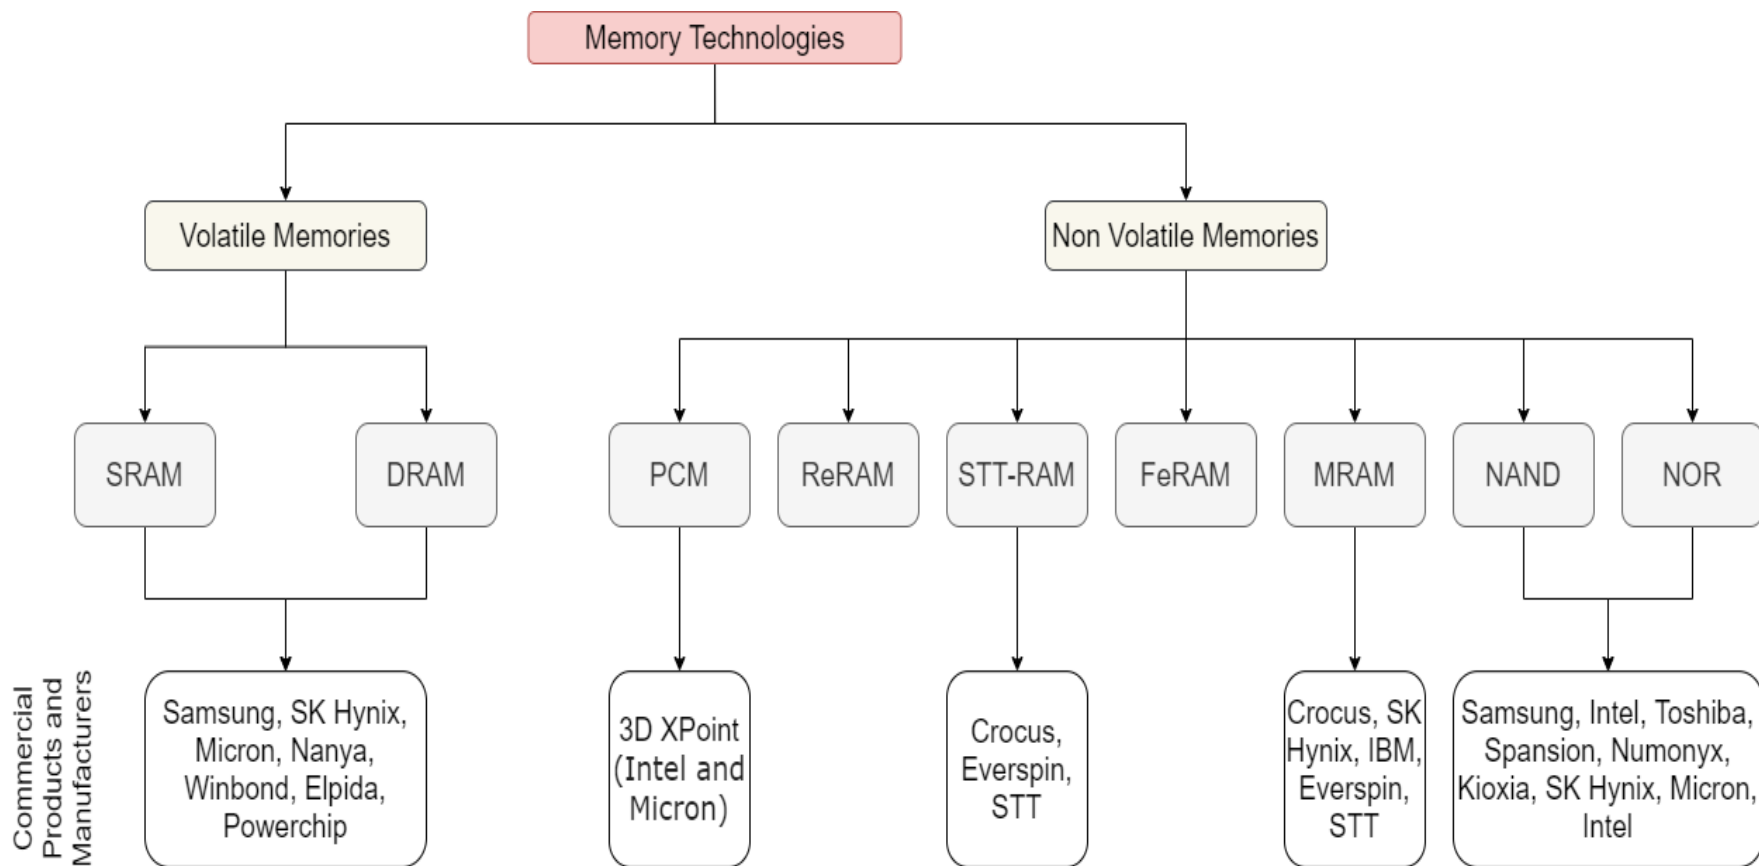 Memory Technologies
Volatile Memories
Non Volatile Memories
SRAM
DRAM
PCM
ReRAM
STT-RAM
FeRAM
MRAM
NAND
NOR
Commercial
Products and
Manufacturers
Samsung, SK Hynix,
Micron, Nanya,
Winbond, Elpida,
Powerchip
3D XPoint
(Intel and
Micron)
Crocus,
Everspin,
STT
Crocus, SK
Hynix, IBM,
Everspin,
STT
Samsung, Intel, Toshiba,
Spansion, Numonyx,
Kioxia, SK Hynix, Micron,
Intel